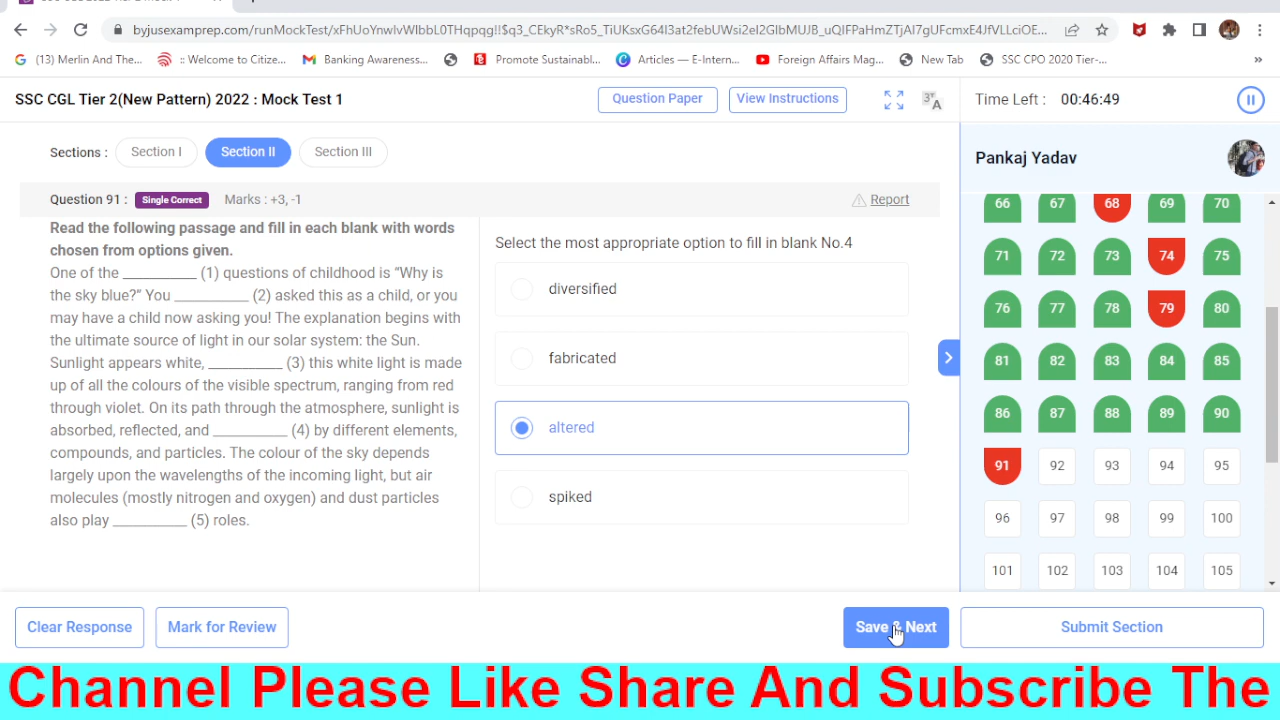 byjusexamprep.com/runMockTest/xFhUoYnwIvWlbbL0THqpqg!!$q3_CEkyR*sRo5_TiUKsxG64I3at2febUWsi2eI2GIbMUJB_uQIFPaHmZTjAI7gUFcmxE4JfVLLciOE...
(13) Merlin And The...
:: Welcome to Citize...
Banking Awareness...
Promote Sustainabl...
Articles — E-Intern...
Foreign Affairs Mag...
New Tab
SSC CPO 2020 Tier-...
»
SSC CGL Tier 2(New Pattern) 2022 : Mock Test 1
Question Paper
View Instructions
Time Left : 00:46:49
Sections : Section I Section II Section III
Pankaj Yadav
Question 91 : Single Correct Marks : +3, -1
Report
Read the following passage and fill in each blank with words
chosen from options given.
One of the __________ (1) questions of childhood is “Why is
the sky blue?” You __________ (2) asked this as a child, or you
may have a child now asking you! The explanation begins with
the ultimate source of light in our solar system: the Sun.
Sunlight appears white, __________ (3) this white light is made
up of all the colours of the visible spectrum, ranging from red
through violet. On its path through the atmosphere, sunlight is
absorbed, reflected, and __________ (4) by different elements,
compounds, and particles. The colour of the sky depends
largely upon the wavelengths of the incoming light, but air
molecules (mostly nitrogen and oxygen) and dust particles
also play __________ (5) roles.
Select the most appropriate option to fill in blank No.4
diversified
fabricated
altered
spiked
66 67 68 69 70
71 72 73 74 75
76 77 78 79 80
81 82 83 84 85
86 87 88 89 90
91 92 93 94 95
96 97 98 99 100
101 102 103 104 105
Clear Response
Mark for Review
Save & Next
Submit Section
Channel Please Like Share And Subscribe The